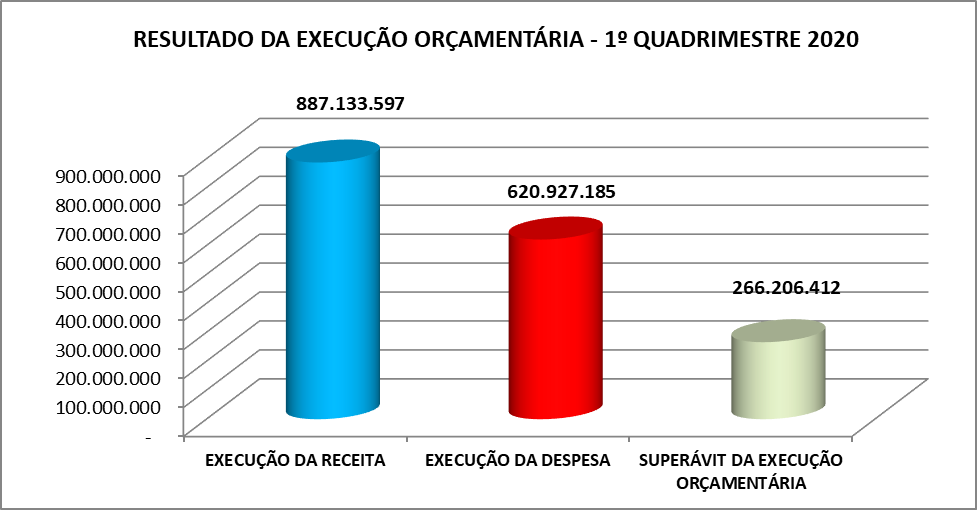 RESULTADO DA EXECUÇÃO ORÇAMENTÁRIA - 1º QUADRIMESTRE 2020
887.133.597
620.927.185
266.206.412
900.000.000
800.000.000
700.000.000
600.000.000
500.000.000
400.000.000
300.000.000
200.000.000
100.000.000
-
EXECUÇÃO DA RECEITA
EXECUÇÃO DA DESPESA
SUPERÁVIT DA EXECUÇÃO
ORÇAMENTÁRIA